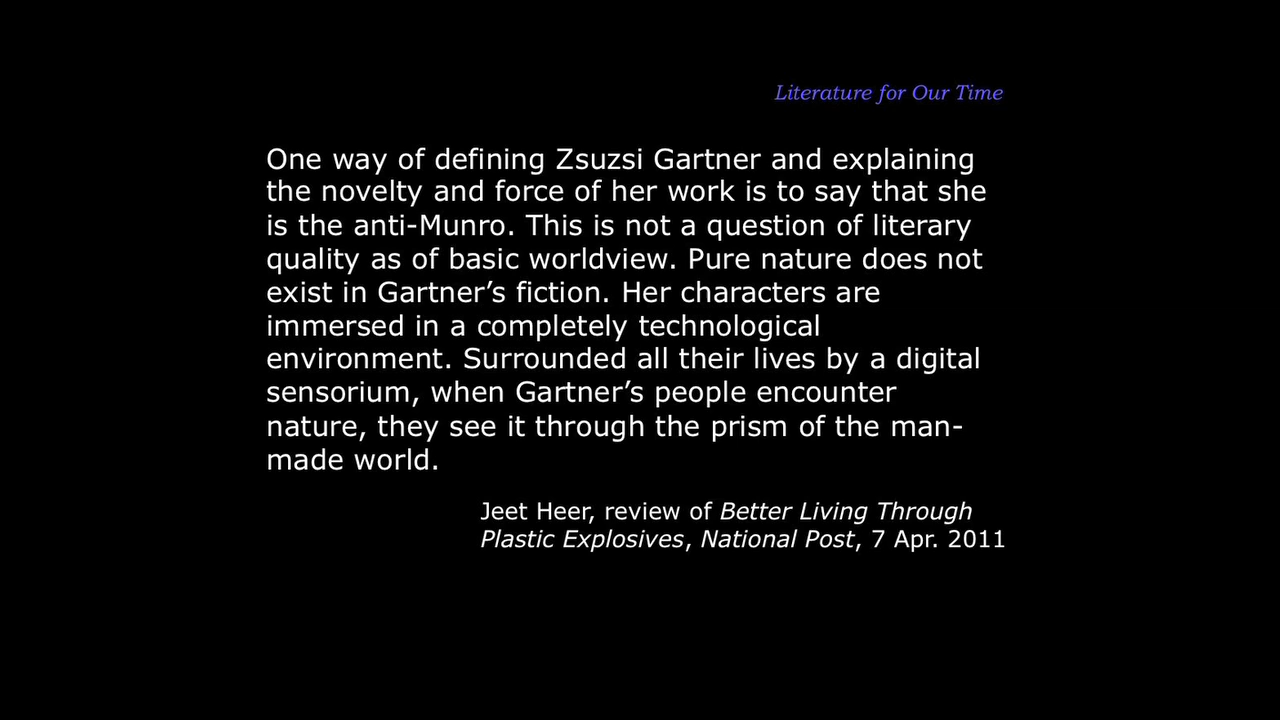 Literature for Our Time
One way of defining Zsuzsi Gartner and explaining
the novelty and force of her work is to say that she
is the anti-Munro. This is not a question of literary
quality as of basic worldview. Pure nature does not
exist in Gartner’s fiction. Her characters are
immersed in a completely technological
environment. Surrounded all their lives by a digital
sensorium, when Gartner’s people encounter
nature, they see it through the prism of the man-
made world.
Jeet Heer, review of Better Living Through
Plastic Explosives, National Post, 7 Apr. 2011